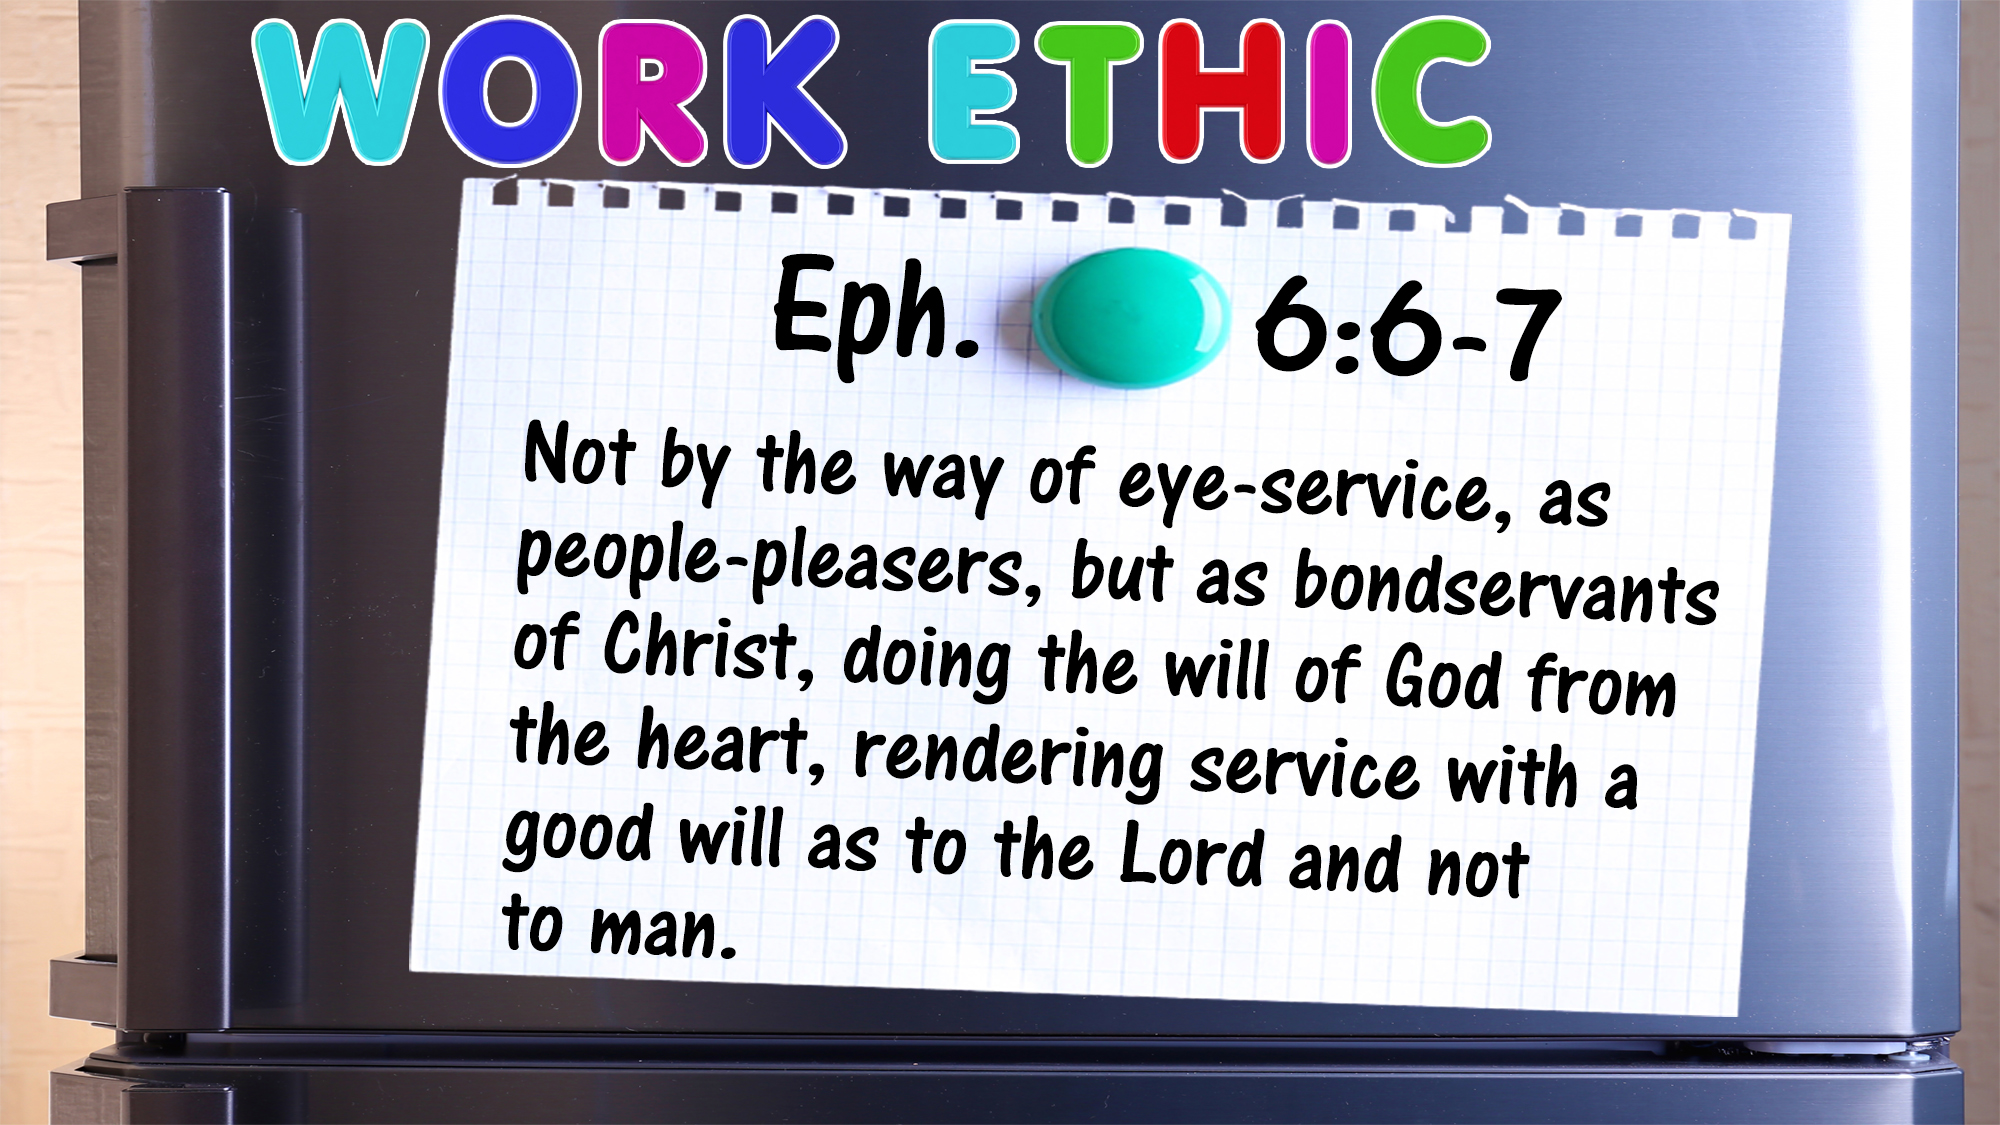 WORK ETHIC
Eph. 6:6-7
Not by the way of eye-service, as
people-pleasers, but as bondservants
of Christ, doing the will of God from
the heart, rendering service with a
good will as to the Lord and not
to man.